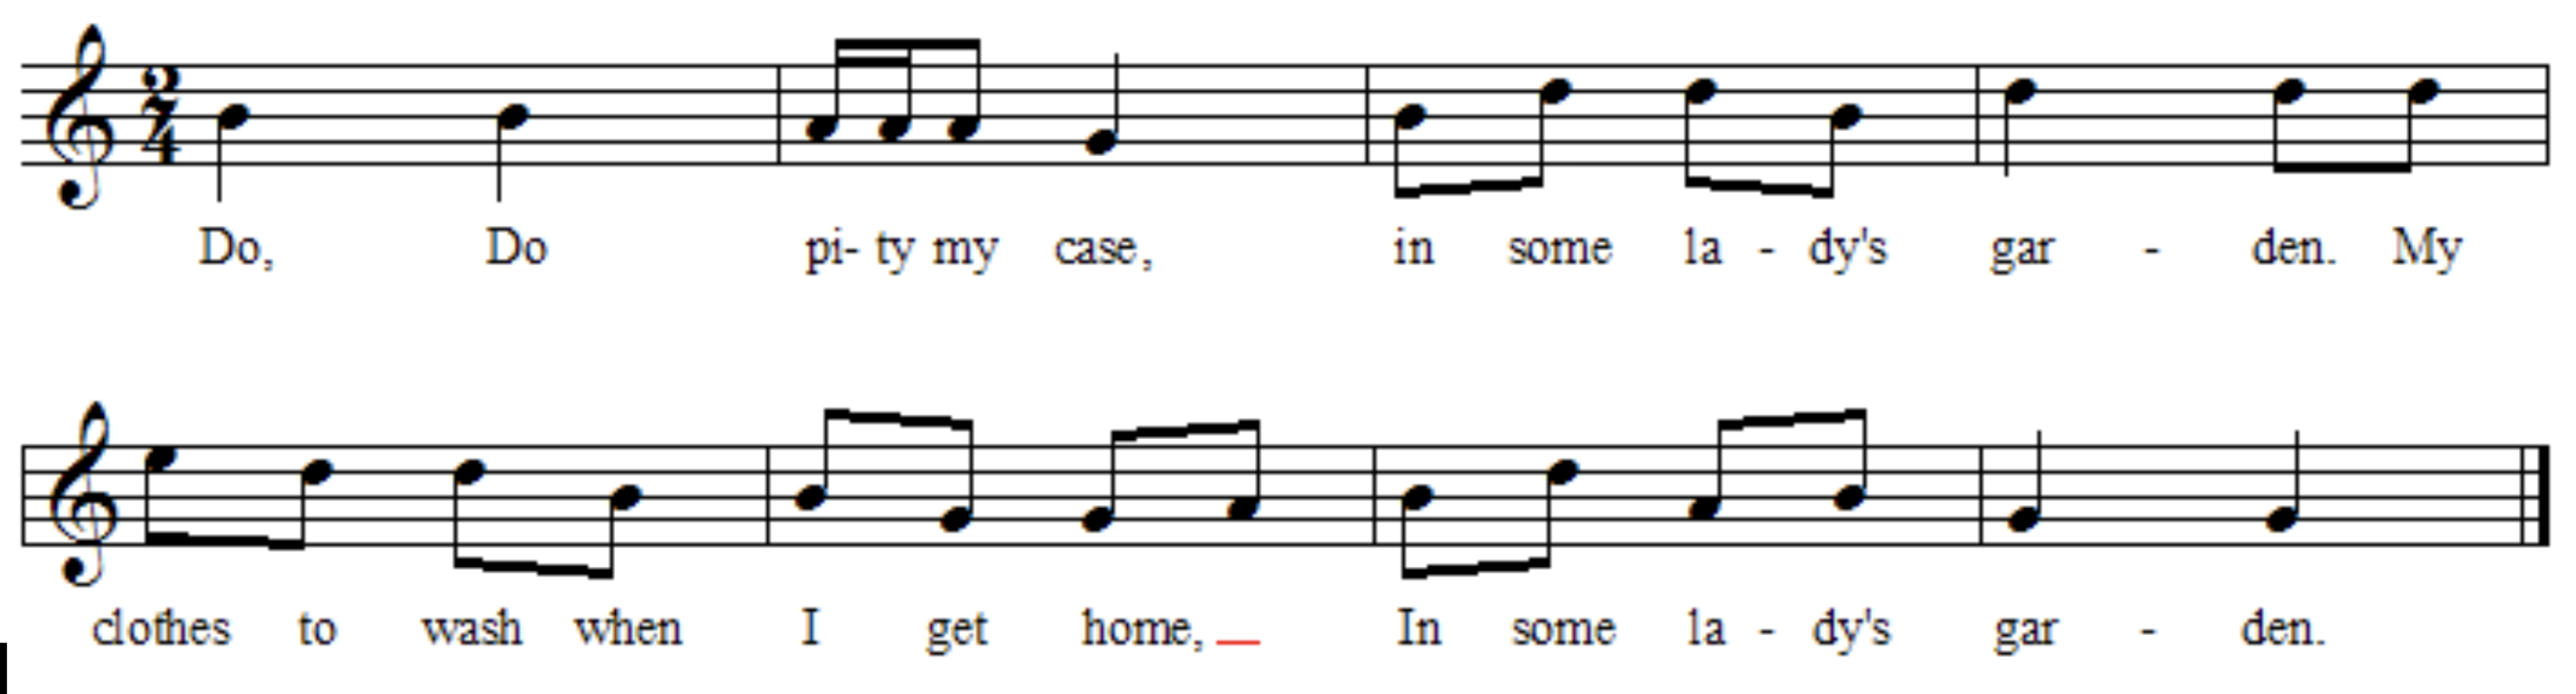 2
4
Do, Do pi- ty my case, in some la - dy's gar - den. My
clothes to wash when I get home, _ In some la - dy's gar - den.